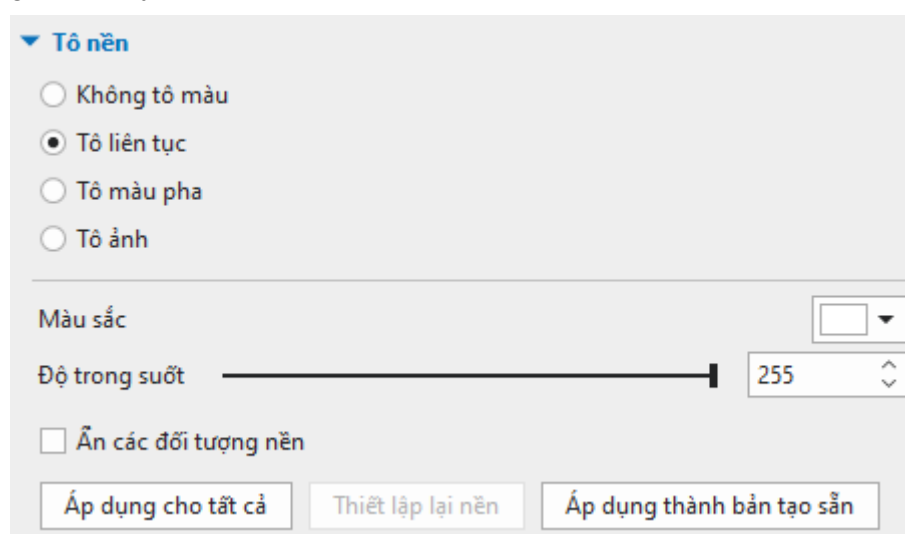 Tô nền
Không tô màu
Tô liên tục
Tô màu pha
Tô ảnh
Màu sắc
Độ trong suốt 255
Ẩn các đối tượng nền
Áp dụng cho tất cả Thiết lập lại nền Áp dụng thành bản tạo sẵn